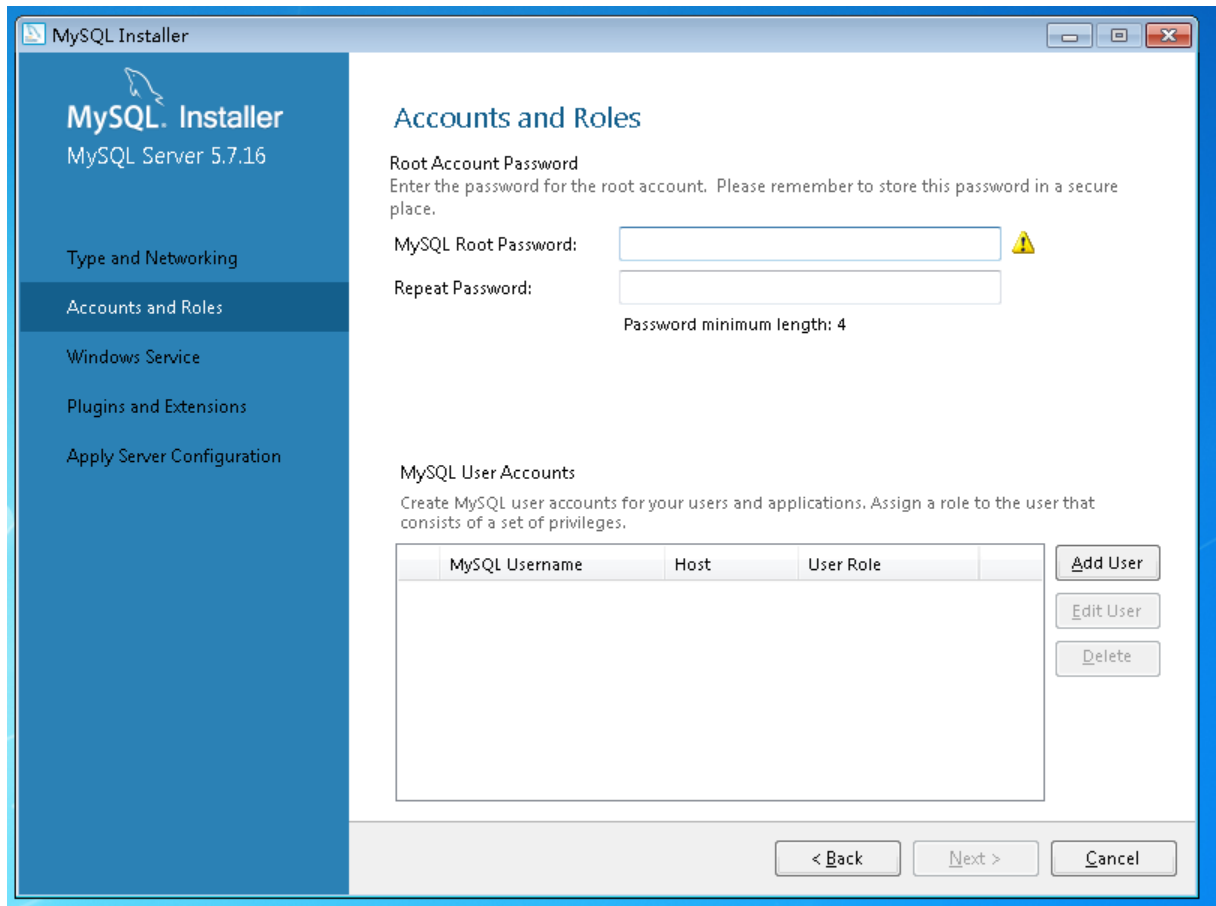 MySQL Installer
MySQL. Installer
MySQL Server 5.7.16
Type and Networking
Accounts and Roles
Windows Service
Plugins and Extensions
Apply Server Configuration
Accounts and Roles
Root Account Password
Enter the password for the root account.  Please remember to store this password in a secure
place.
MySQL Root Password:
Repeat Password:
Password minimum length: 4
MySQL User Accounts
Create MySQL user accounts for your users and applications. Assign a role to the user that
consists of a set of privileges.
MySQL Username Host User Role
Add User
Edit User
Delete
< Back Next > Cancel